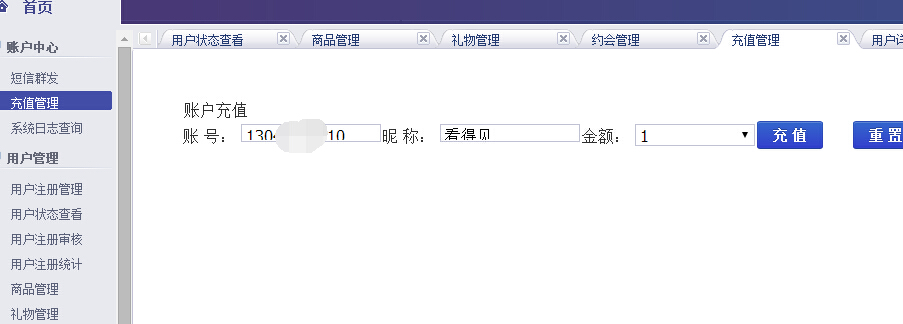 首页
账户中心
短信群发
充值管理
系统日志查询
用户管理
用户注册管理
用户状态查看
用户注册审核
用户注册统计
商品管理
礼物管理
用户状态查看 商品管理 礼物管理 约会管理 充值管理 用户详
账户充值
账 号： 130 10 昵 称： 看得见 金额： 1 充 值 重 置